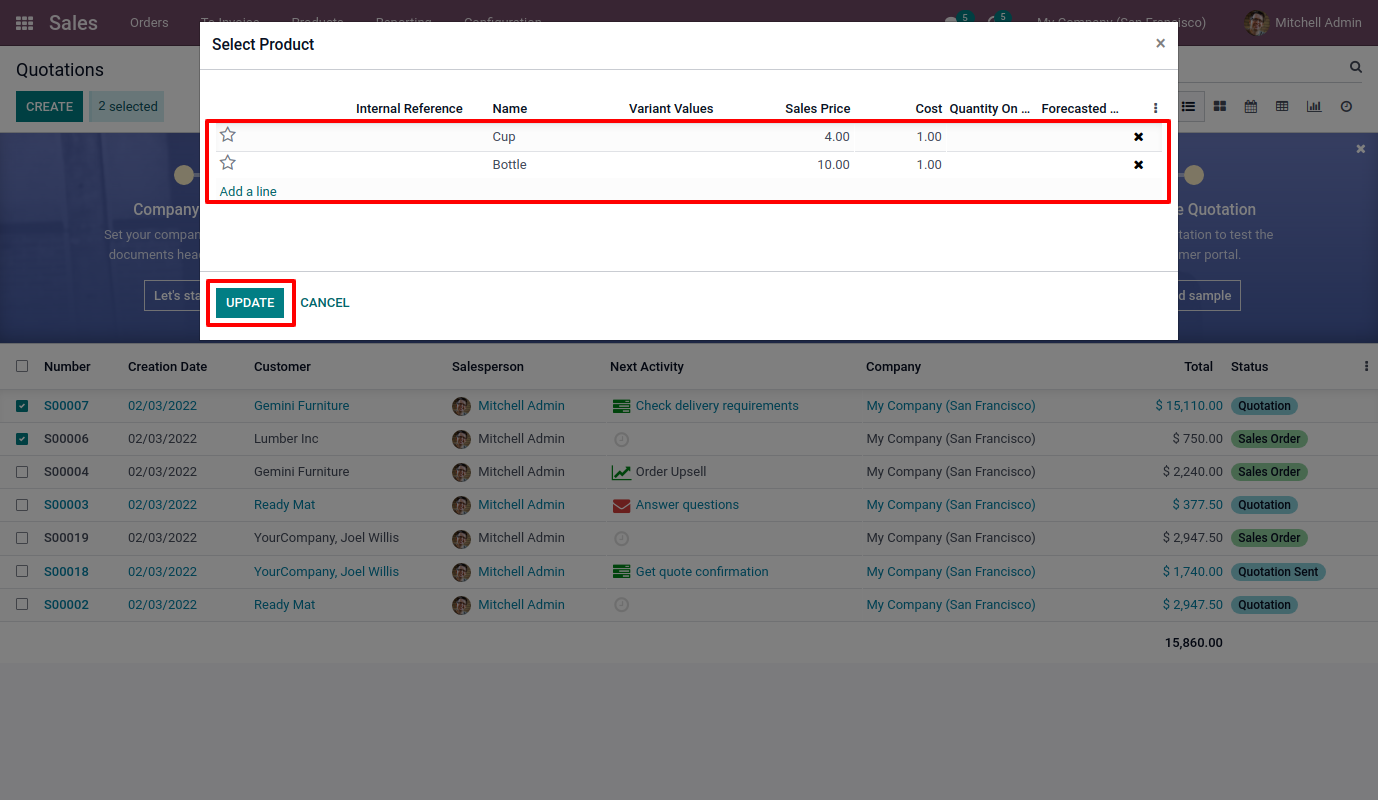 Sales Orders To Invoice Products Reporting Configuration 5 5 My Company (San Francisco) Mitchell Admin
Select Product ×
Quotations
CREATE 2 selected
Internal Reference Name Variant Values Sales Price Cost Quantity On ... Forecasted ...
Cup 4.00 1.00
Bottle 10.00 1.00
Add a line
Company
e Quotation
Set your compan
tation to test the
documents hea
mer portal.
Let's sta
d sample
UPDATE CANCEL
Number Creation Date Customer Salesperson Next Activity Company Total Status
S00007 02/03/2022 Gemini Furniture Mitchell Admin Check delivery requirements My Company (San Francisco) $ 15,110.00 Quotation
S00006 02/03/2022 Lumber Inc Mitchell Admin My Company (San Francisco) $ 750.00 Sales Order
S00004 02/03/2022 Gemini Furniture Mitchell Admin Order Upsell My Company (San Francisco) $ 2,240.00 Sales Order
S00003 02/03/2022 Ready Mat Mitchell Admin Answer questions My Company (San Francisco) $ 377.50 Quotation
S00019 02/03/2022 YourCompany, Joel Willis Mitchell Admin My Company (San Francisco) $ 2,947.50 Sales Order
S00018 02/03/2022 YourCompany, Joel Willis Mitchell Admin Get quote confirmation My Company (San Francisco) $ 1,740.00 Quotation Sent
S00002 02/03/2022 Ready Mat Mitchell Admin My Company (San Francisco) $ 2,947.50 Quotation
15,860.00